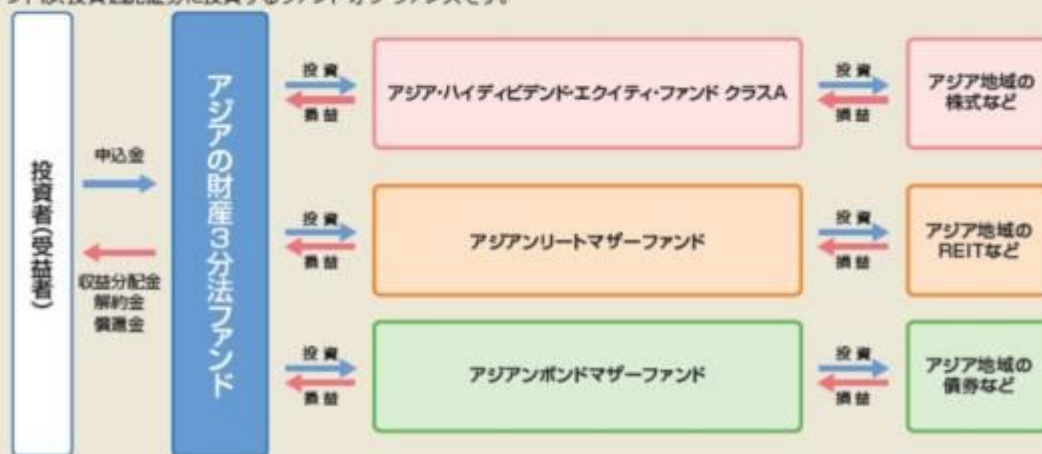 投資者(受益者)
申込金
収益分配金
解約金
償還金
アジアの財産3分法ファンド
投資
損益
アジア・ハイディビデンド・エクイティ・ファンド クラスA
投資
損益
アジア地域の
株式など
投資
損益
アジアンリートマザーファンド
投資
損益
アジア地域の
REITなど
投資
損益
アジアンボンドマザーファンド
投資
損益
アジア地域の
債券など